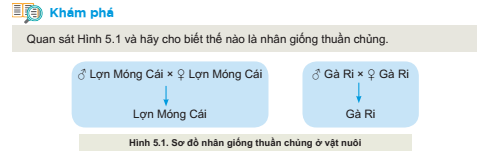 Khám phá
Quan sát Hình 5.1 và hãy cho biết thế nào là nhân giống thuần chủng.
♂ Lợn Móng Cái × ♀ Lợn Móng Cái
Lợn Móng Cái
♂ Gà Ri × ♀ Gà Ri
Gà Ri
Hình 5.1. Sơ đồ nhân giống thuần chủng ở vật nuôi